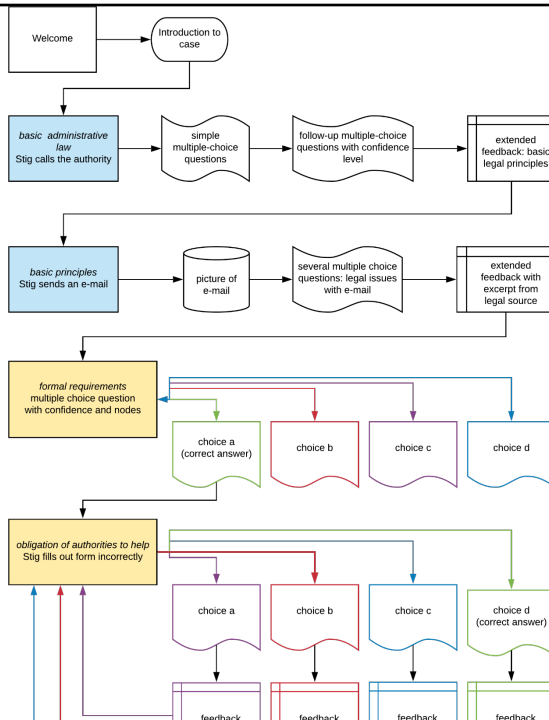 Welcome
Introduction to
case
basic administrative
law
Stig calls the authority
simple
multiple-choice
questions
follow-up multiple-choice
questions with confidence
level
extended
feedback: basic
legal principles
basic principles
Stig sends an e-mail
picture of
e-mail
several multiple choice
questions: legal issues
with e-mail
extended
feedback with
excerpt from
legal source
formal requirements
multiple choice question
with confidence and nodes
choice a
(correct answer)
choice b
choice c
choice d
obligation of authorities to help
Stig fills out form incorrectly
choice a
choice b
choice c
choice d
(correct answer)
feedback
feedback
feedback
feedback